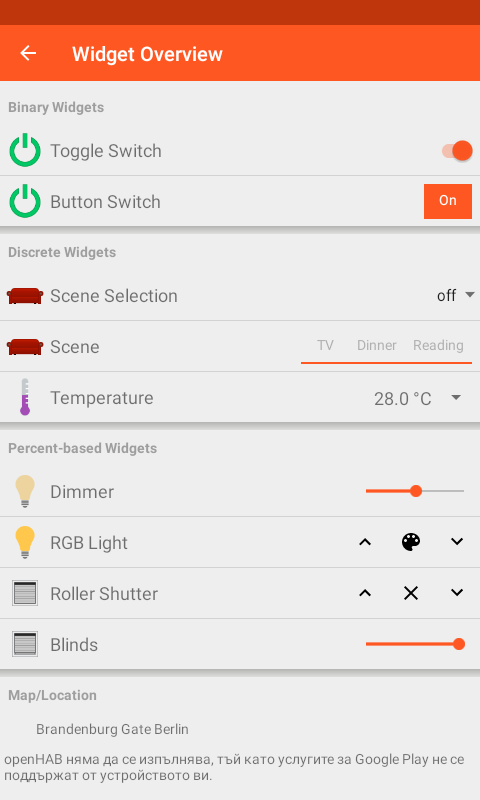 Widget Overview
Binary Widgets
Toggle Switch
Button Switch
On
Discrete Widgets
Scene Selection
off
Scene
TV
Dinner
Reading
Temperature
28.0 °C
Percent-based Widgets
Dimmer
RGB Light
Roller Shutter
Blinds
Map/Location
Brandenburg Gate Berlin
openHAB няма да се изпълнява, тъй като услугите за Google Play не се
поддържат от устройството ви.